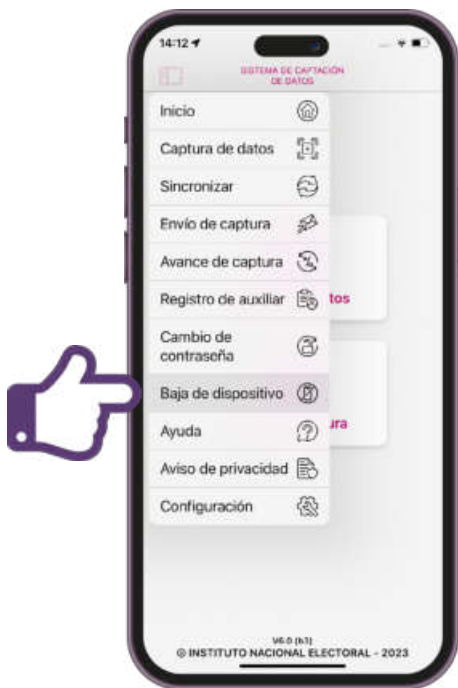 14:12
SISTEMA DE CAPTACIÓN
DE DATOS
Inicio
Captura de datos
Sincronizar
Envío de captura
Avance de captura
Registro de auxiliar
tos
Cambio de
contraseña
Baja de dispositivo
Ayuda
ura
Aviso de privacidad
Configuración
V6.0 (b3)
© INSTITUTO NACIONAL ELECTORAL - 2023